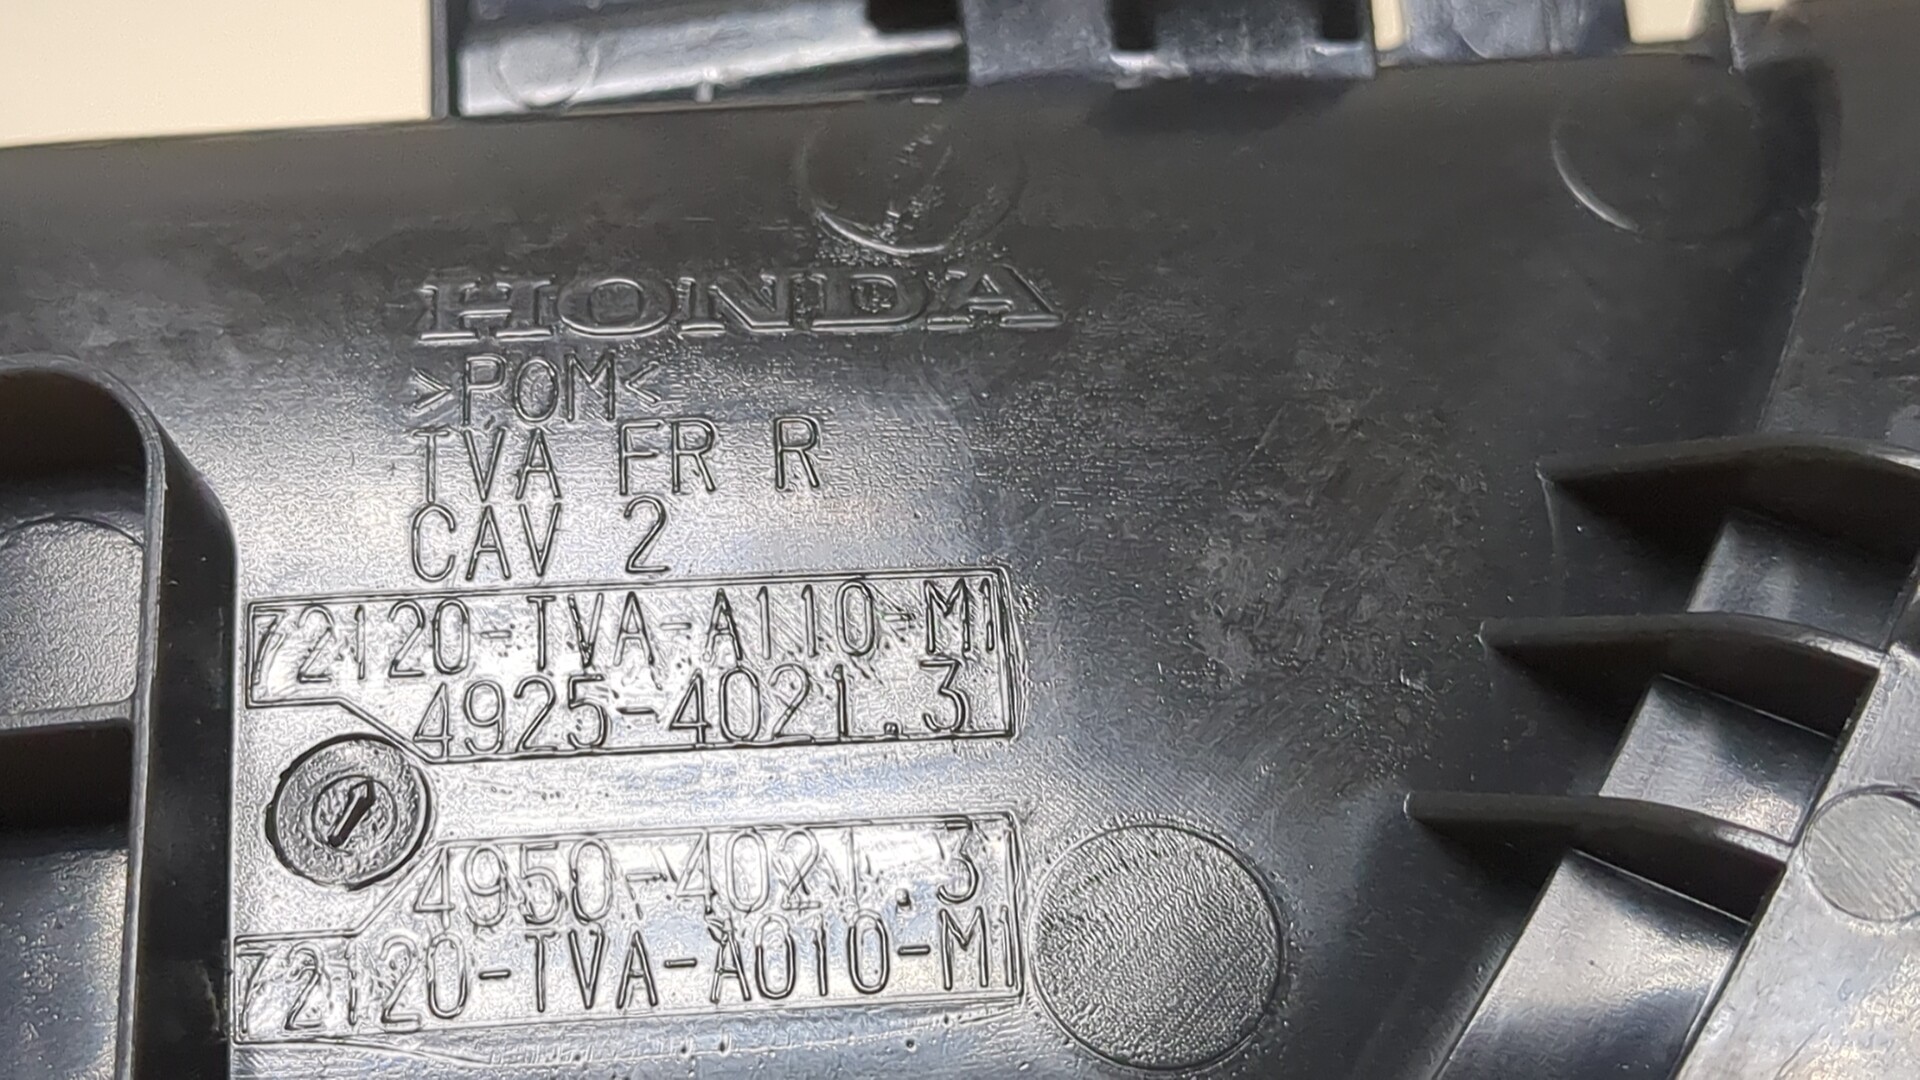 HONDA
>POM<
TVA FR R
CAV 2
72120-TVA-A110-M1
4925-4021.3
4950-4021.3
72120-TVA-A010-M1